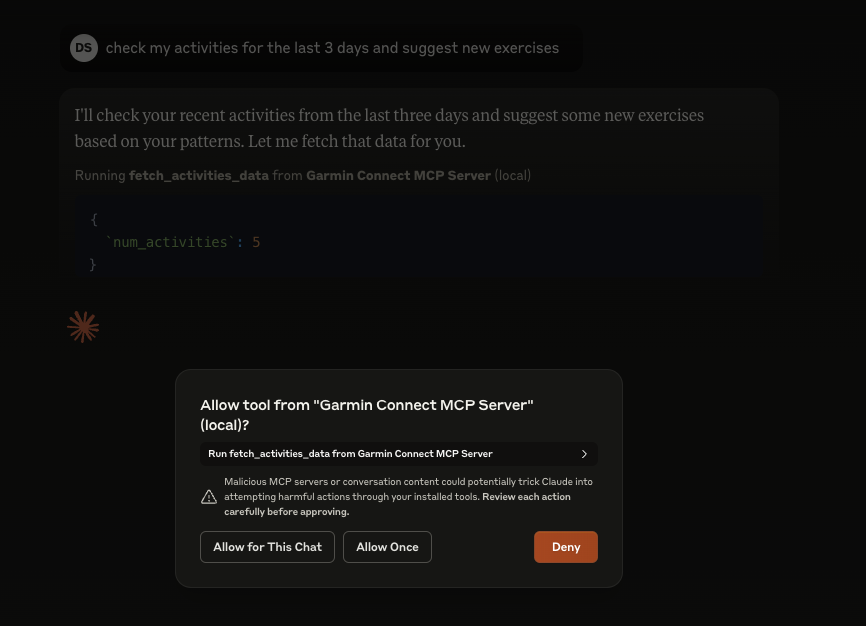 DS check my activities for the last 3 days and suggest new exercises
I'll check your recent activities from the last three days and suggest some new exercises
based on your patterns. Let me fetch that data for you.
Running fetch_activities_data from Garmin Connect MCP Server (local)
{
`num_activities`: 5
}
Allow tool from "Garmin Connect MCP Server"
(local)?
Run fetch_activities_data from Garmin Connect MCP Server
Malicious MCP servers or conversation content could potentially trick Claude into
attempting harmful actions through your installed tools. Review each action
carefully before approving.
Allow for This Chat Allow Once Deny